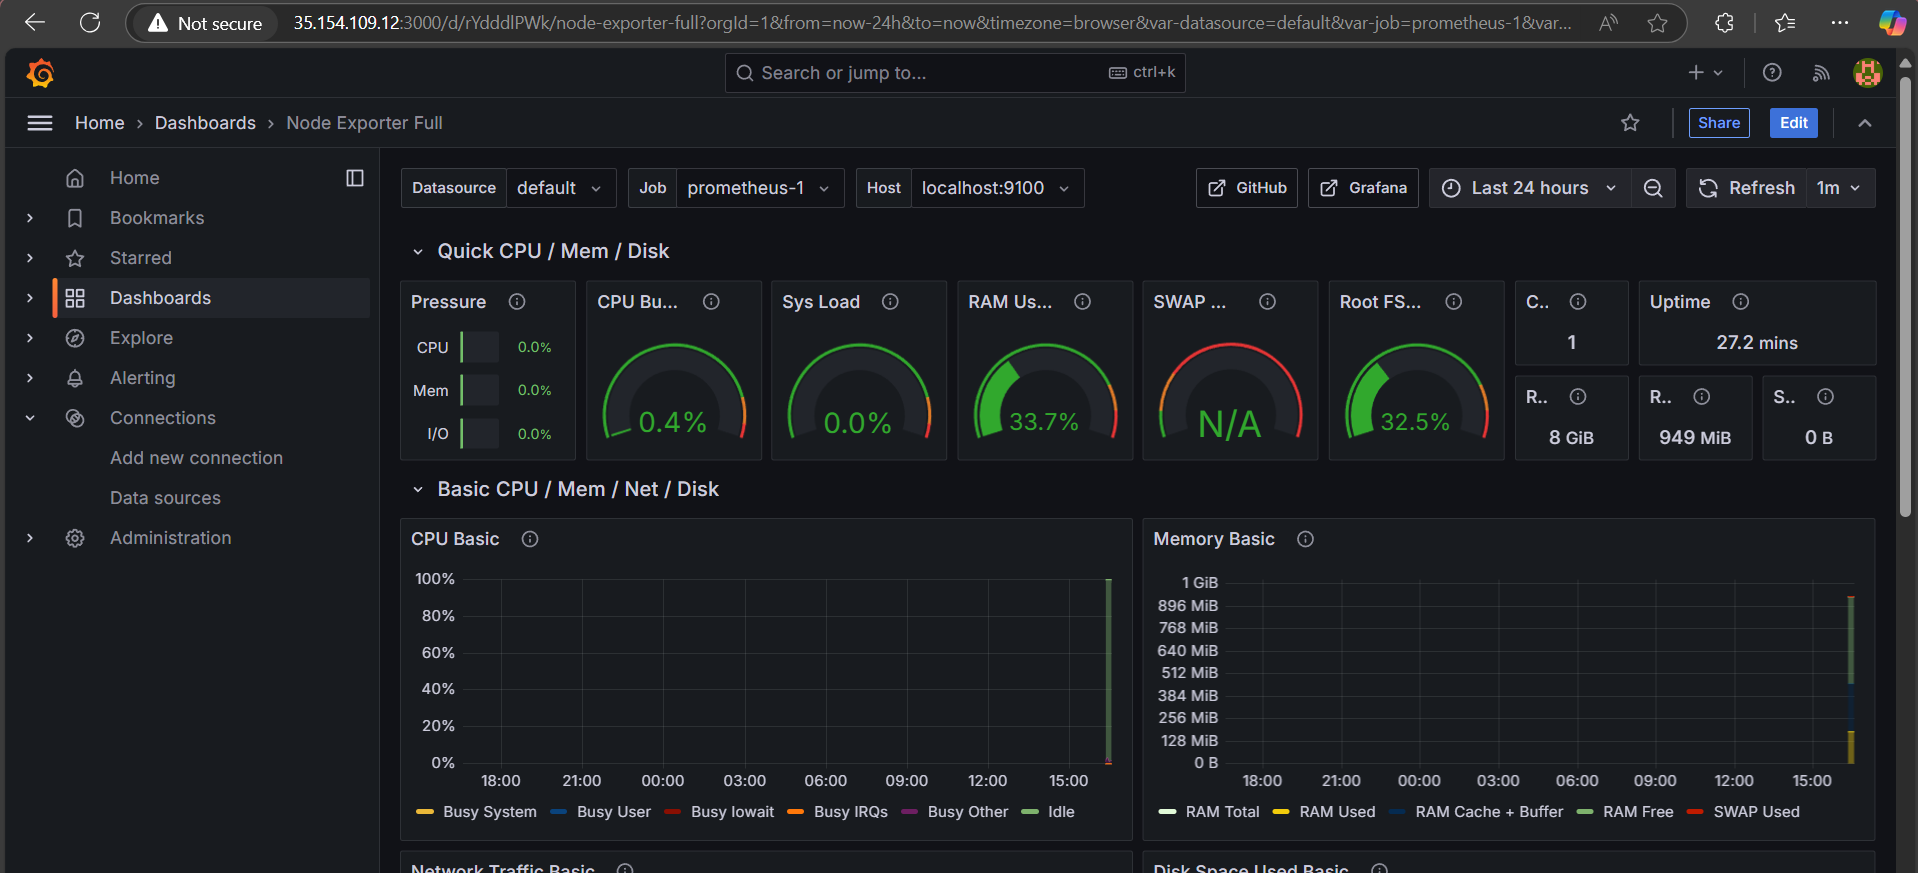 Not secure 35.154.109.12:3000/d/rYdddlPWk/node-exporter-full?orgId=1&from=now-24h&to=now&timezone=browser&var-datasource=default&var-job=prometheus-1&var...
Search or jump to... ctrl+k
Home › Dashboards › Node Exporter Full
Share
Edit
Home
Bookmarks
Starred
Dashboards
Explore
Alerting
Connections
Add new connection
Data sources
Administration
Datasource default Job prometheus-1 Host localhost:9100 GitHub Grafana Last 24 hours Refresh 1m
Quick CPU / Mem / Disk
Pressure
CPU 0.0%
Mem 0.0%
I/O 0.0%
CPU Bu...
0.4%
Sys Load
0.0%
RAM Us...
33.7%
SWAP ...
N/A
Root FS...
32.5%
C..
1
Uptime
27.2 mins
R..
8 GiB
R..
949 MiB
S..
0 B
Basic CPU / Mem / Net / Disk
CPU Basic
100%
80%
60%
40%
20%
0%
18:00 21:00 00:00 03:00 06:00 09:00 12:00 15:00
Busy System Busy User Busy Iowait Busy IRQs Busy Other Idle
Memory Basic
1 GiB
896 MiB
768 MiB
640 MiB
512 MiB
384 MiB
256 MiB
128 MiB
0 B
18:00 21:00 00:00 03:00 06:00 09:00 12:00 15:00
RAM Total RAM Used RAM Cache + Buffer RAM Free SWAP Used
Network Traffic Basic
Disk Space Used Basic